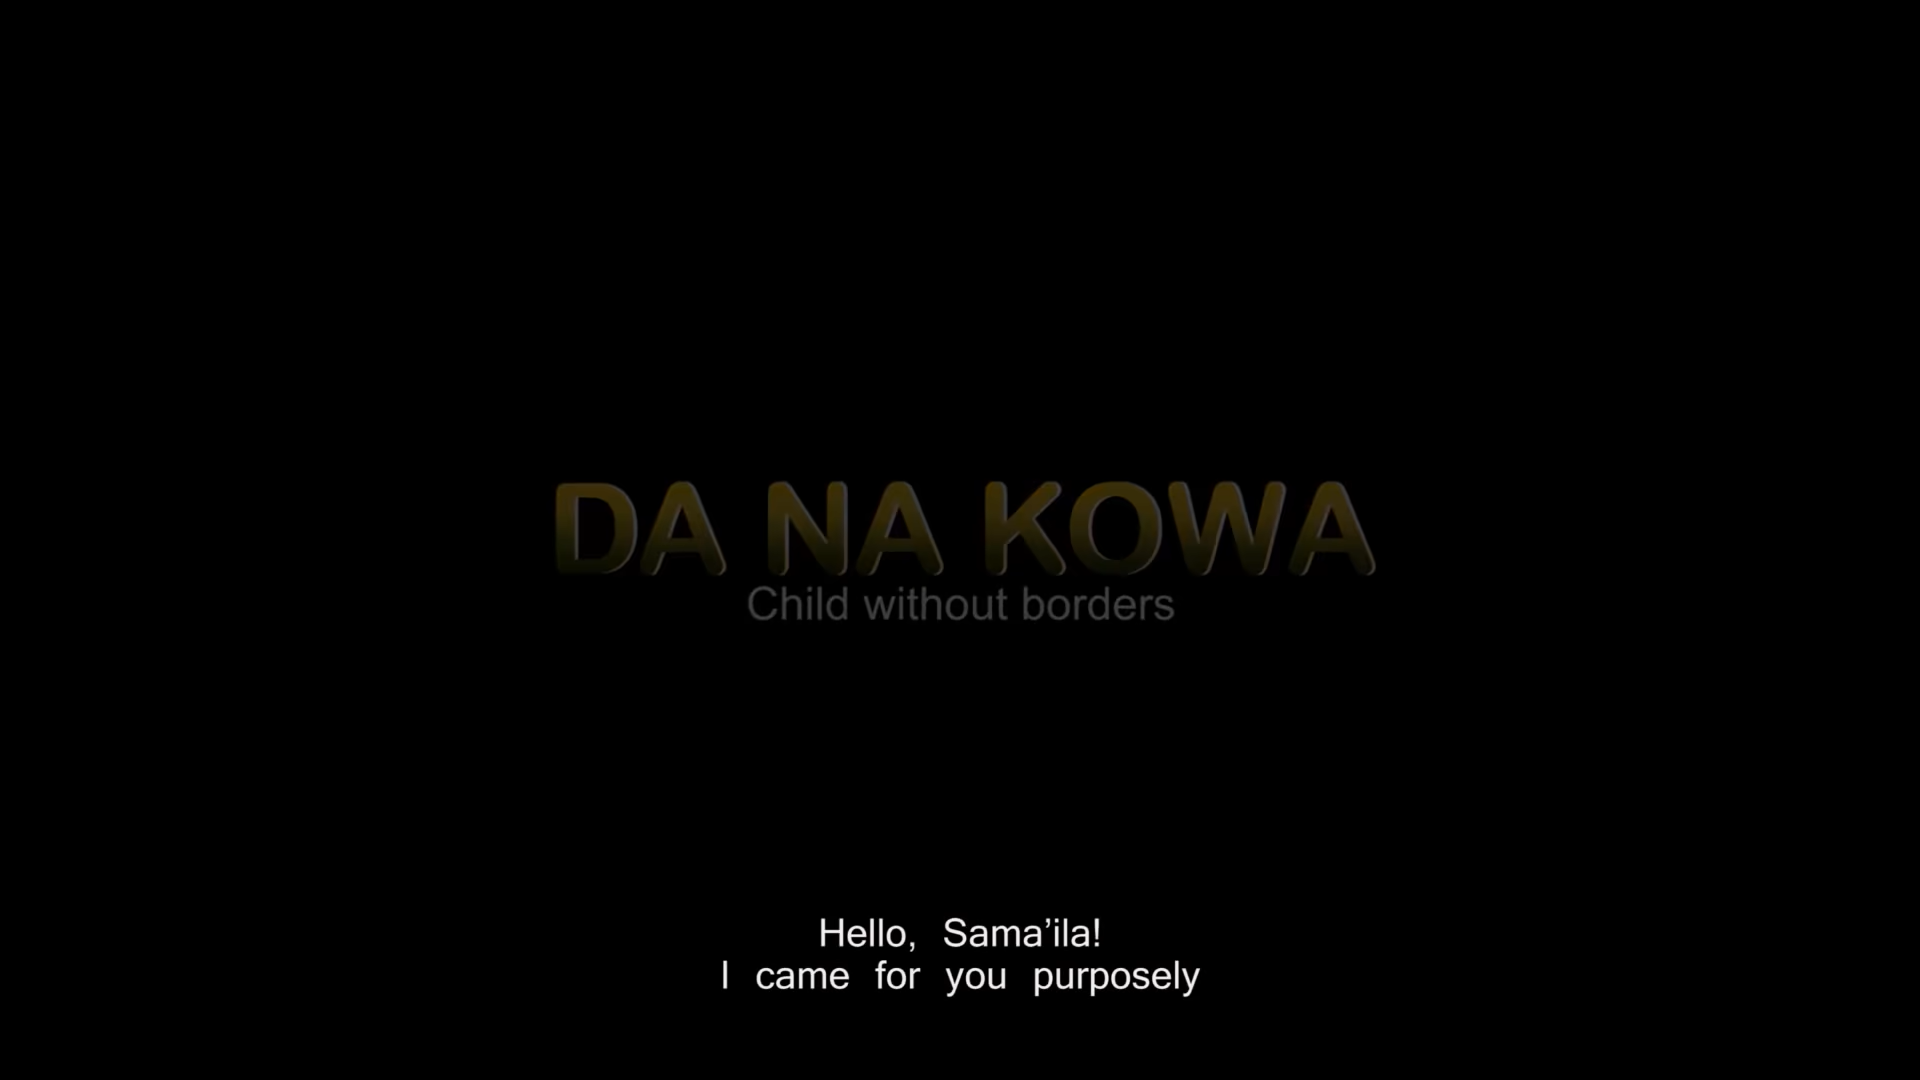 DA NA KOWA
Child without borders
Hello, Sama’ila!
I came for you purposely